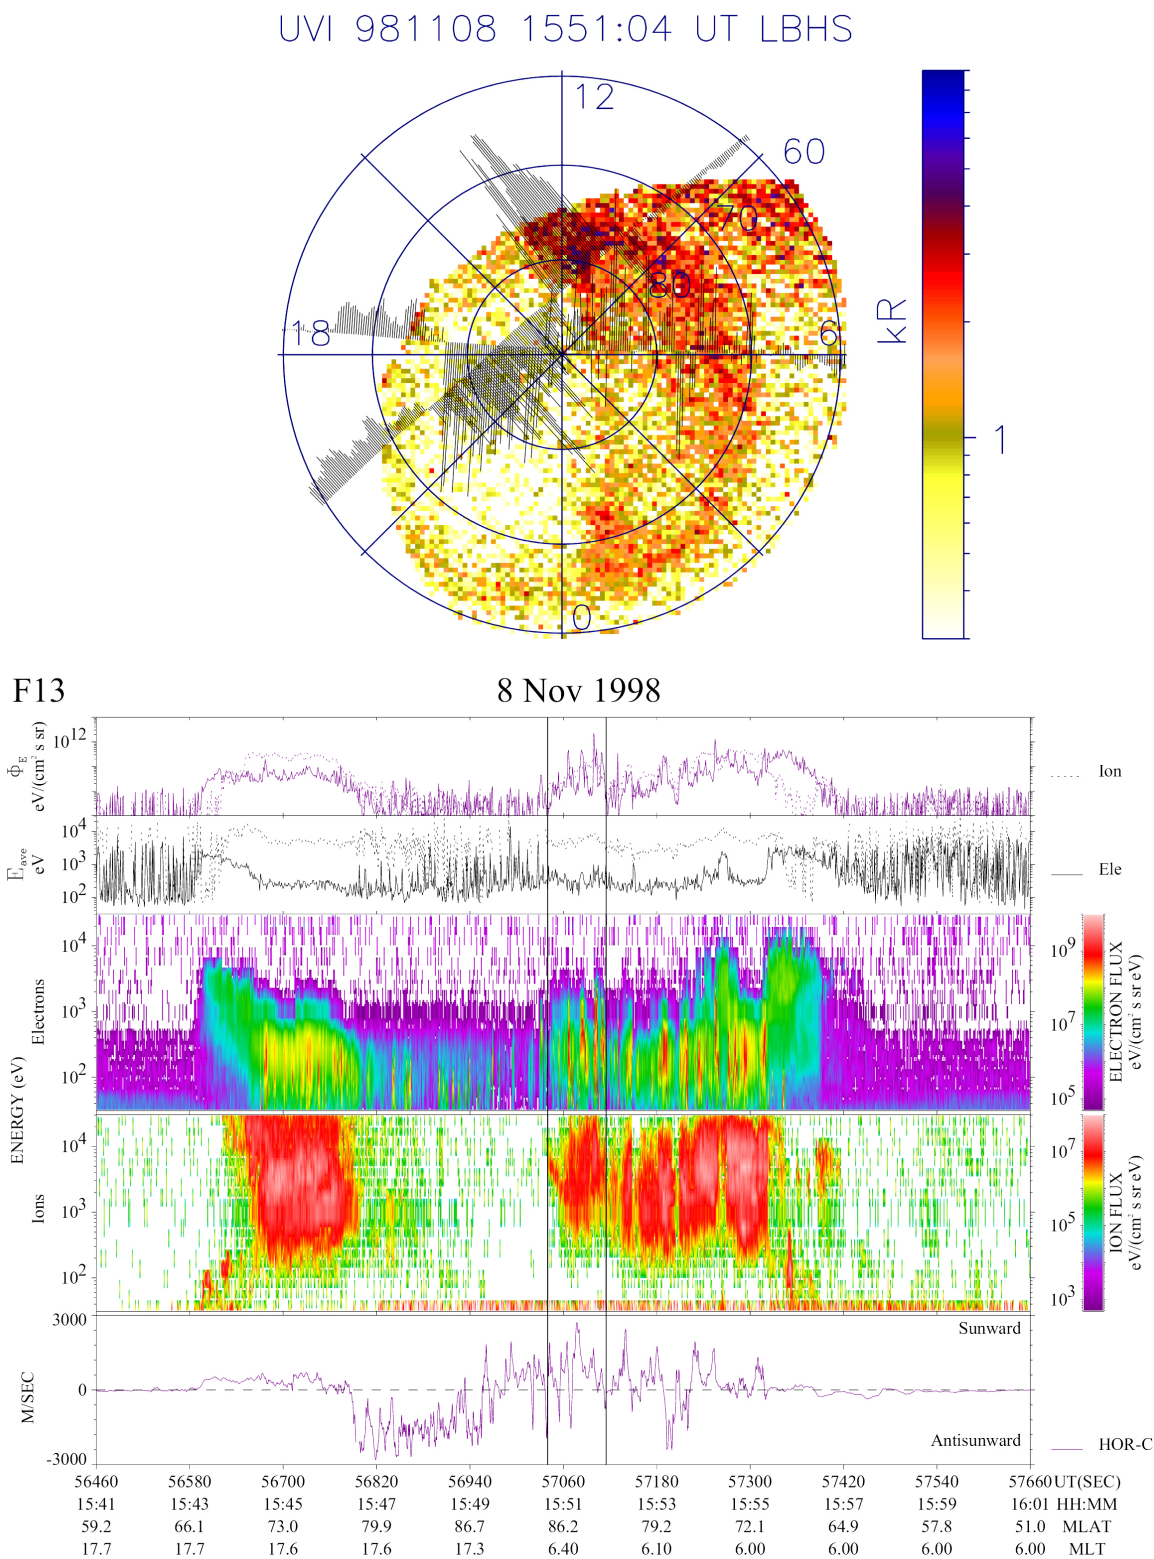 UVI 981108 1551:04 UT LBHS
12
60
70
80
18
6
0
kR
1
F13
8 Nov 1998
Φ_E
eV/(cm² s sr)
10¹²
Ion
E_ave
eV
10⁴
10³
10²
Ele
ENERGY (eV)
Electrons
10⁴
10³
10²
10⁹
10⁷
10⁵
ELECTRON FLUX
eV/(cm² s sr eV)
Ions
10⁴
10³
10²
10⁷
10⁵
10³
ION FLUX
eV/(cm² s sr eV)
M/SEC
3000
0
-3000
Sunward
Antisunward
HOR-C
56460 56580 56700 56820 56940 57060 57180 57300 57420 57540 57660 UT(SEC)
15:41 15:43 15:45 15:47 15:49 15:51 15:53 15:55 15:57 15:59 16:01 HH:MM
59.2 66.1 73.0 79.9 86.7 86.2 79.2 72.1 64.9 57.8 51.0 MLAT
17.7 17.7 17.6 17.6 17.3 6.40 6.10 6.00 6.00 6.00 6.00 MLT